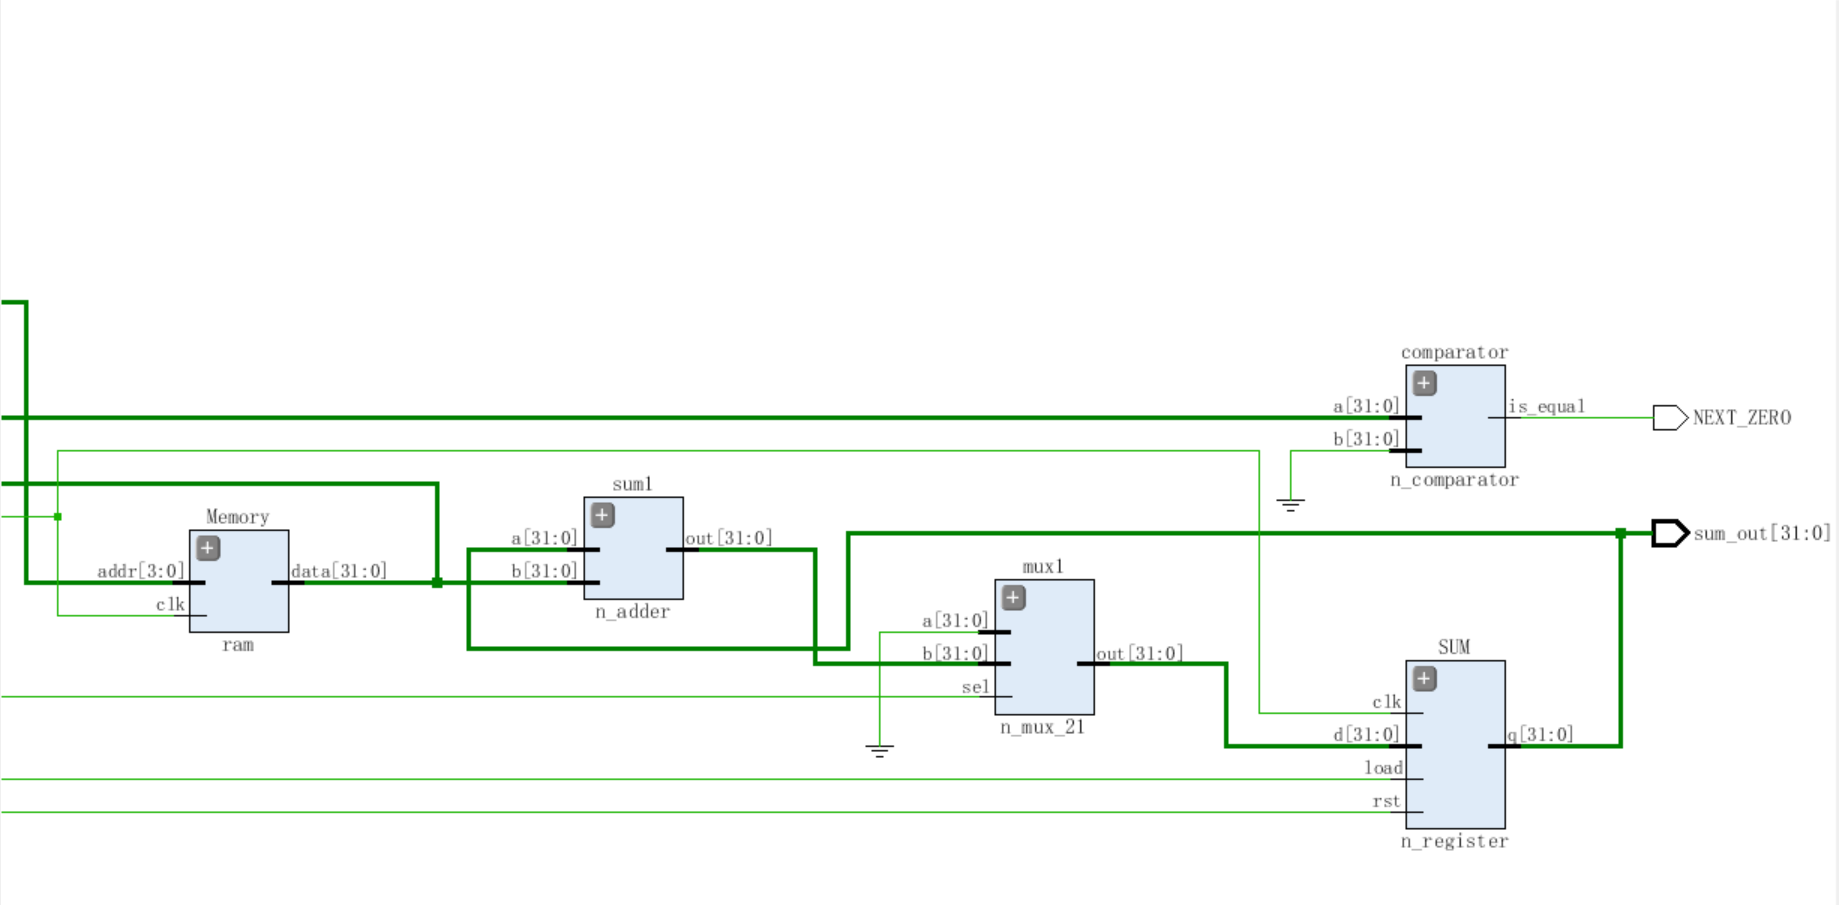 comparator
a[31:0]
is_equal
NEXT_ZERO
b[31:0]
n_comparator
sum1
Memory
a[31:0]
out[31:0]
sum_out[31:0]
addr[3:0]
data[31:0]
b[31:0]
clk
n_adder
ram
mux1
a[31:0]
b[31:0]
out[31:0]
sel
n_mux_21
SUM
clk
d[31:0]
q[31:0]
load
rst
n_register